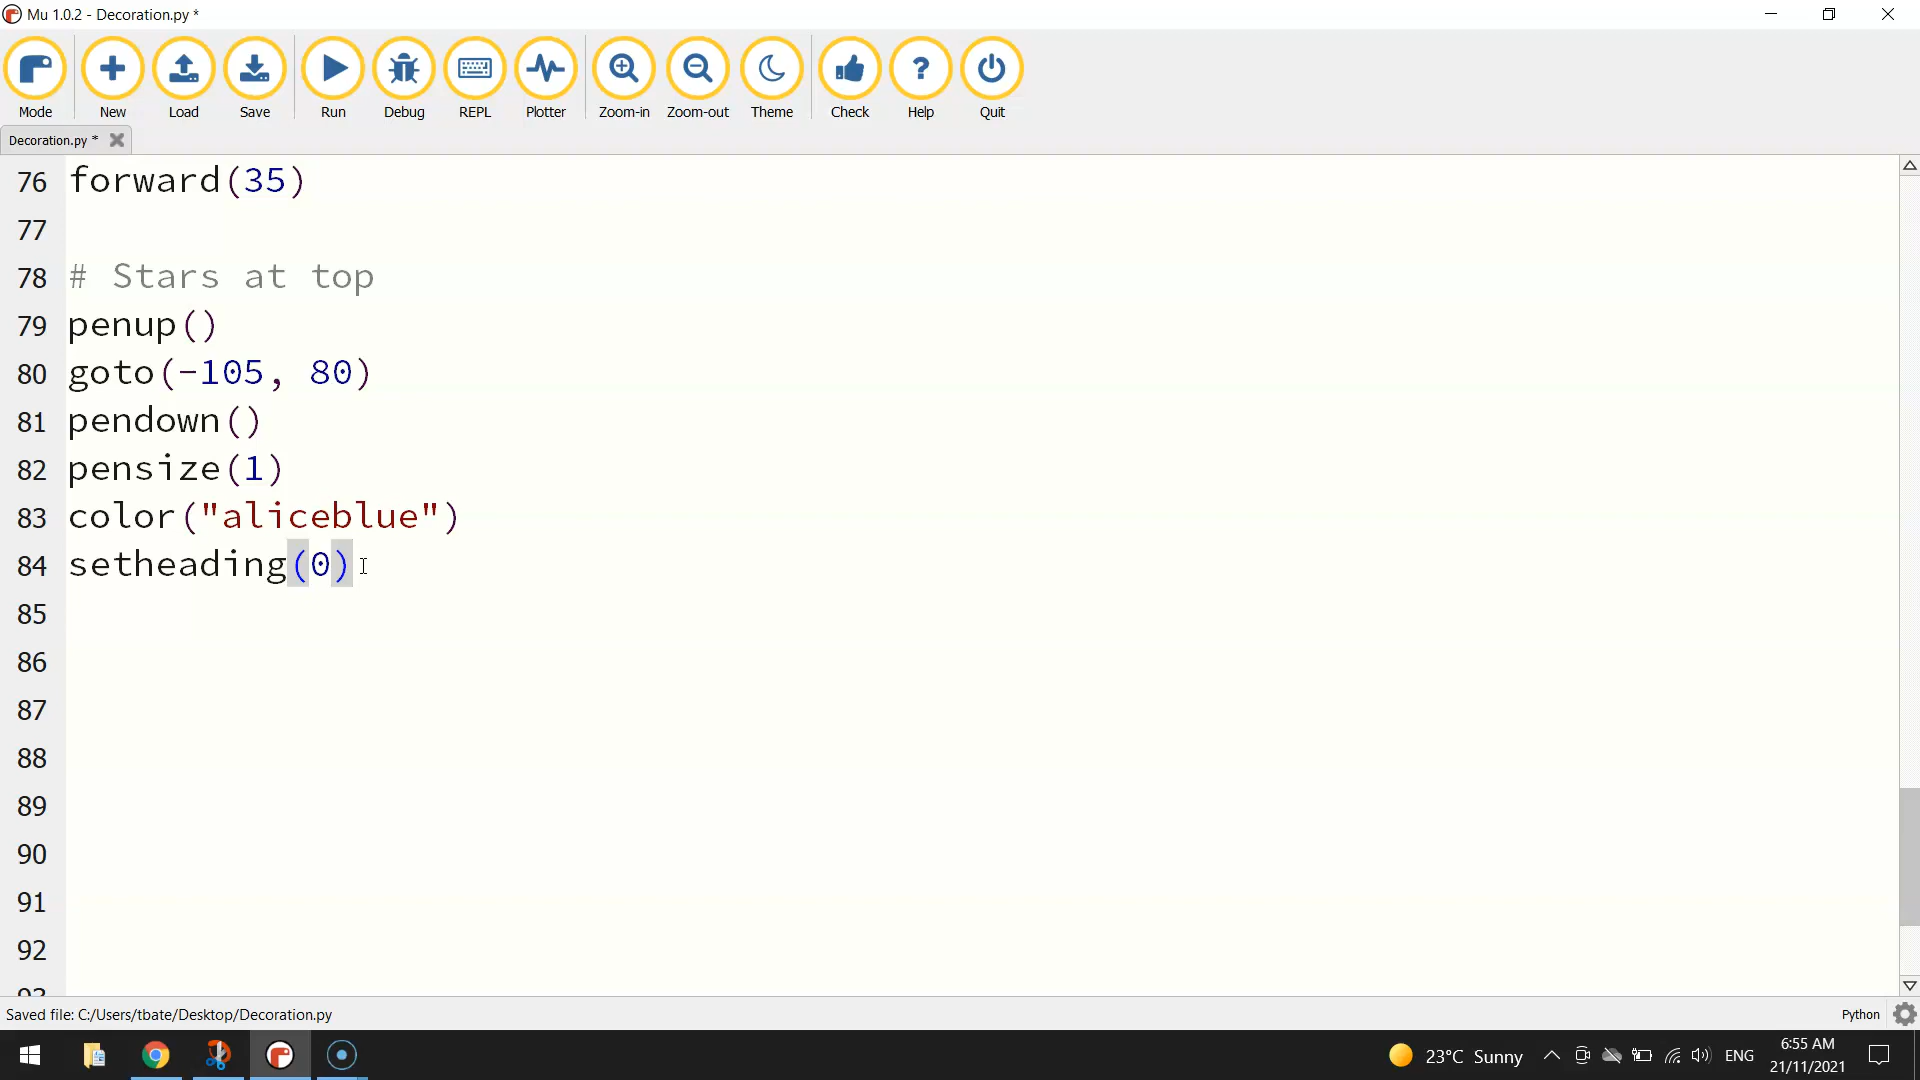 Mu 1.0.2 - Decoration.py *
Mode New Load Save Run Debug REPL Plotter Zoom-in Zoom-out Theme Check Help Quit
Decoration.py *
76 forward(35)
77
78 # Stars at top
79 penup()
80 goto(-105, 80)
81 pendown()
82 pensize(1)
83 color("aliceblue")
84 setheading(0)
85
86
87
88
89
90
91
92
Saved file: C:/Users/tbate/Desktop/Decoration.py Python
23°C Sunny ENG 6:55 AM
21/11/2021